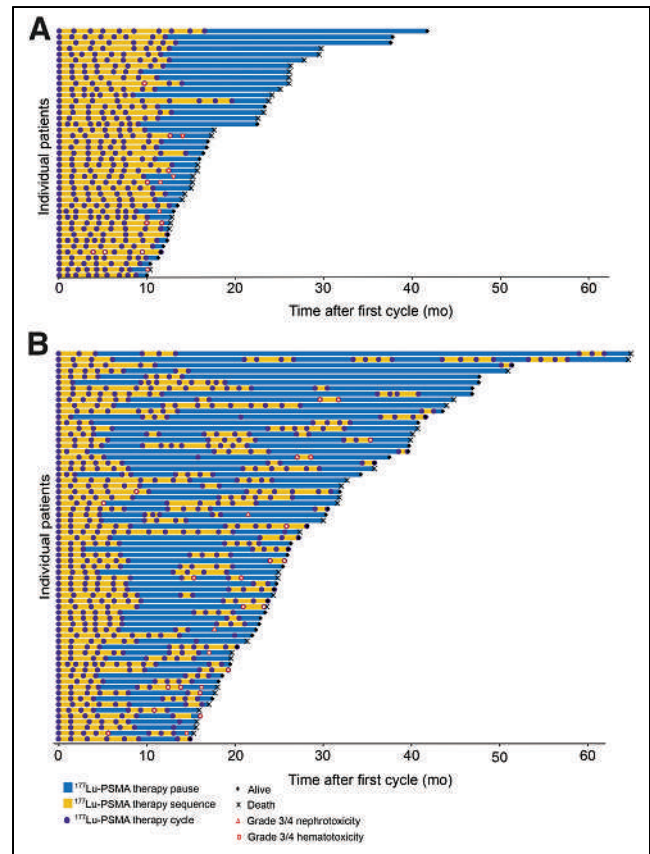 A
Individual patients
0 10 20 30 40 50 60
Time after first cycle (mo)
B
Individual patients
0 10 20 30 40 50 60
Time after first cycle (mo)
¹⁷⁷Lu-PSMA therapy pause
¹⁷⁷Lu-PSMA therapy sequence
¹⁷⁷Lu-PSMA therapy cycle
Alive
Death
Grade 3/4 nephrotoxicity
Grade 3/4 hematotoxicity